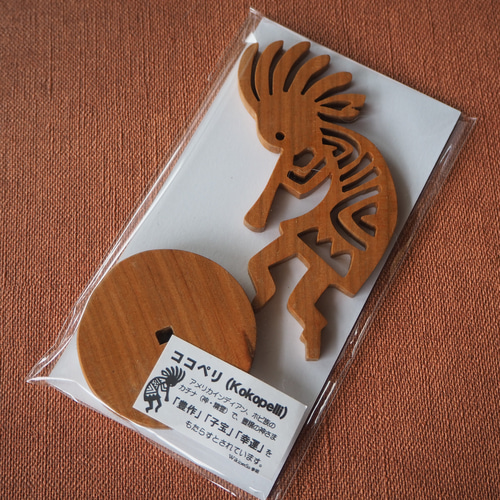 ココペリ (Kokopelli)
アメリカインディアン、ホピ族の
カチナ（神・精霊）で、豊穣の神さま
「豊作」「子宝」「幸運」を
もたらすとされています。